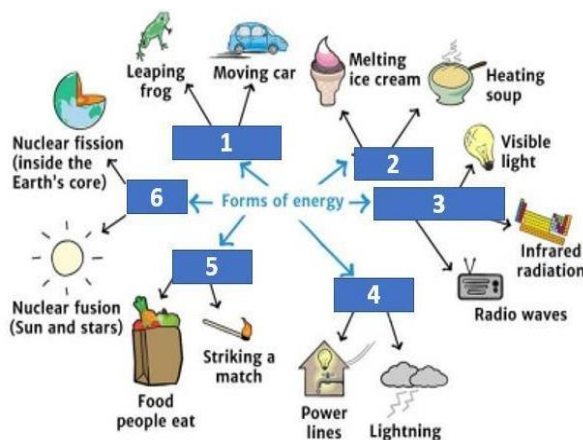 Leaping
frog
Moving car
Melting
ice cream
Heating
soup
1
2
Visible
light
Nuclear fission
(inside the
Earth's core)
6
Forms of energy
3
Infrared
radiation
5
4
Radio waves
Nuclear fusion
(Sun and stars)
Striking a
match
Food
people eat
Power
lines
Lightning